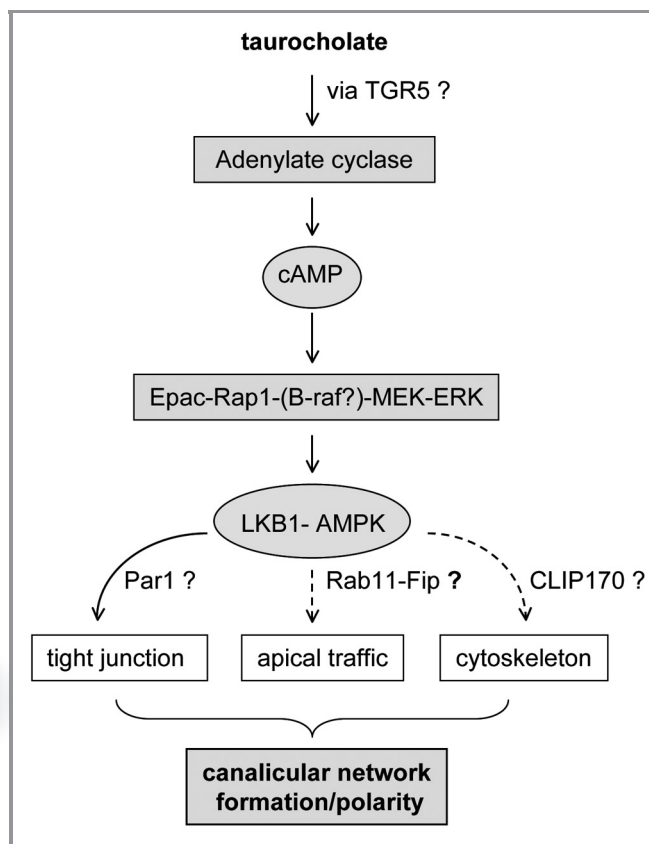 taurocholate
via TGR5 ?
Adenylate cyclase
cAMP
Epac-Rap1-(B-raf?)-MEK-ERK
LKB1- AMPK
Par1 ?
Rab11-Fip ?
CLIP170 ?
tight junction
apical traffic
cytoskeleton
canalicular network
formation/polarity